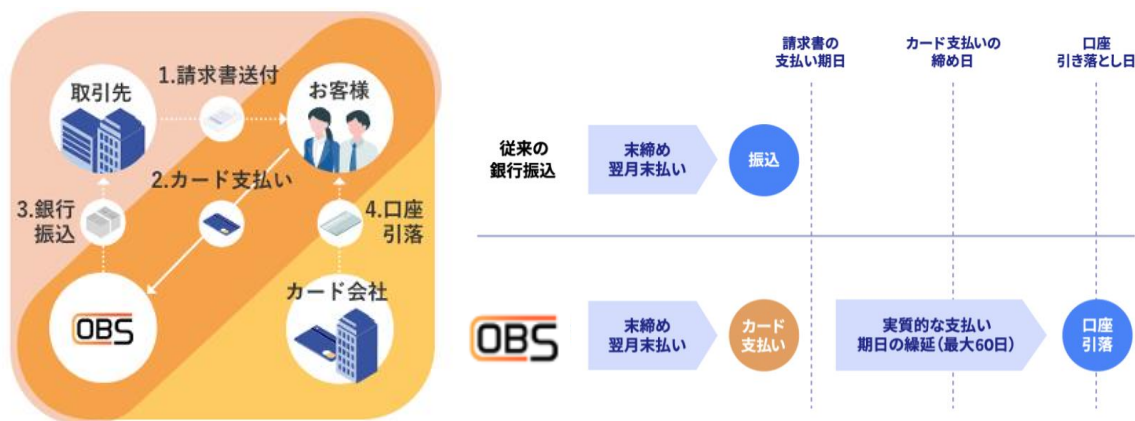 1.請求書送付
取引先
お客様
2.カード支払い
3.銀行
振込
4.口座
引落
カード会社
OBS
請求書の
支払い期日
カード支払いの
締め日
口座
引き落とし日
従来の
銀行振込
末締め
翌月末払い
振込
OBS
末締め
翌月末払い
カード
支払い
実質的な支払い
期日の繰延(最大60日)
口座
引落